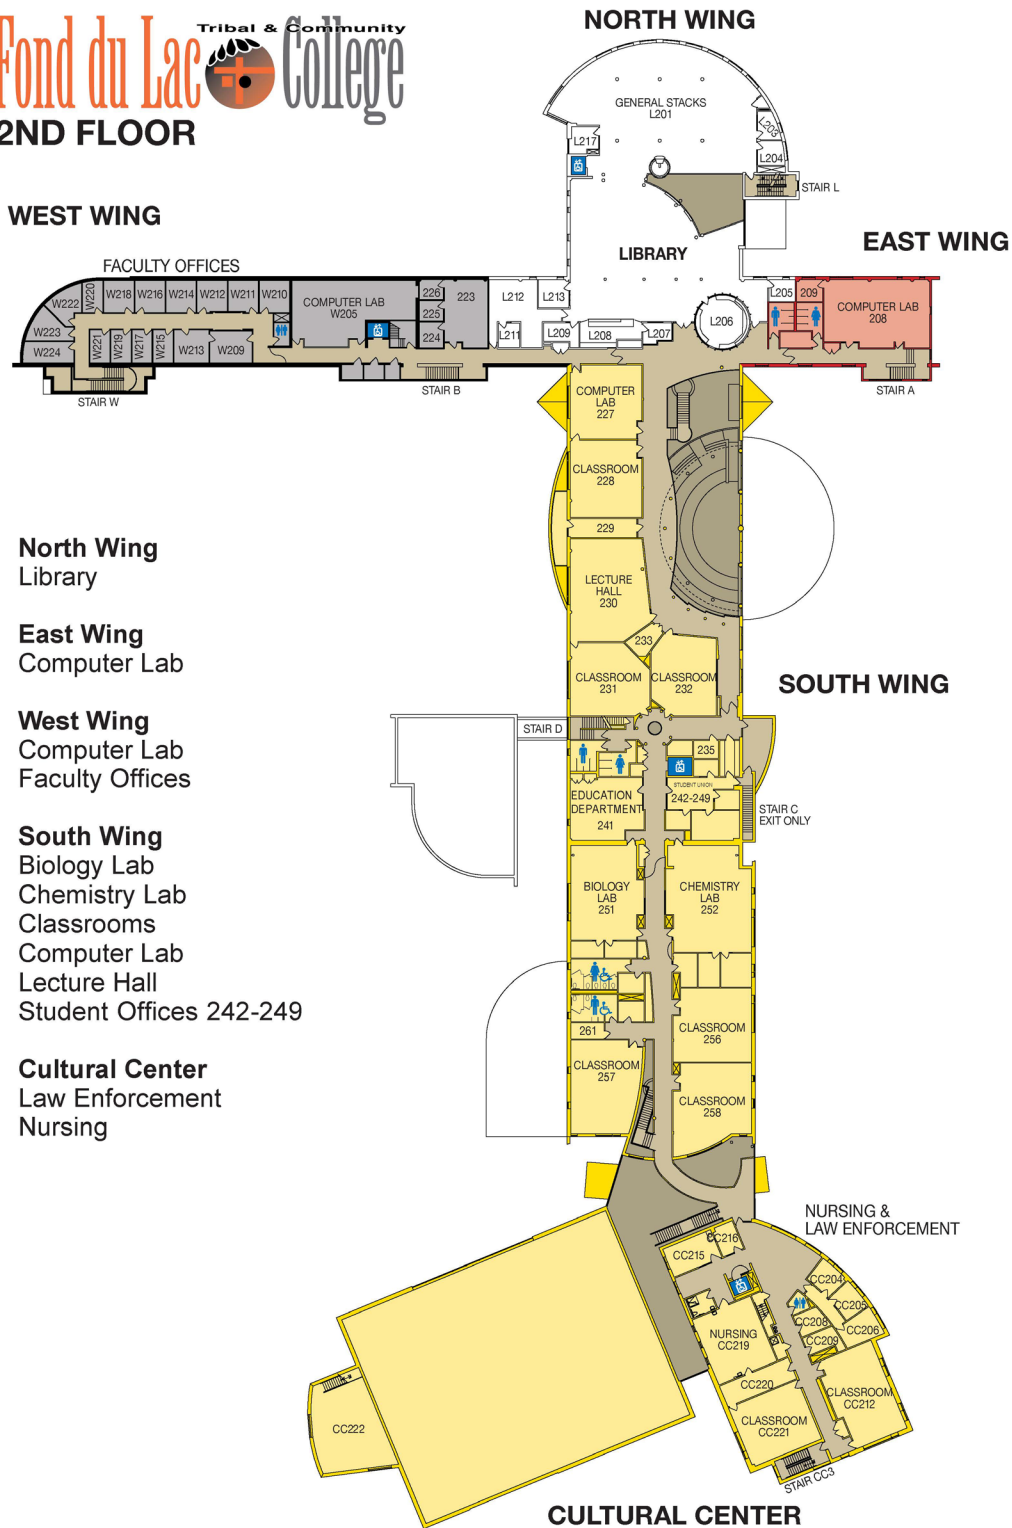 Fond du Lac
Tribal & Community
College
2ND FLOOR
NORTH WING
GENERAL STACKS
L201
L203
L217
L204
STAIR L
WEST WING
EAST WING
LIBRARY
FACULTY OFFICES
W222
W220
W218
W216
W214
W212
W211
W210
COMPUTER LAB
W205
226
223
225
224
L212
L213
L205
209
COMPUTER LAB
208
W223
W224
W221
W219
W217
W215
W213
W209
L211
L209
L208
L207
L206
STAIR W
STAIR B
STAIR A
COMPUTER
LAB
227
CLASSROOM
228
229
LECTURE
HALL
230
233
CLASSROOM
231
CLASSROOM
232
SOUTH WING
STAIR D
235
STUDENT UNION
242-249
EDUCATION
DEPARTMENT
241
STAIR C
EXIT ONLY
BIOLOGY
LAB
251
CHEMISTRY
LAB
252
261
CLASSROOM
256
CLASSROOM
257
CLASSROOM
258
North Wing
Library
East Wing
Computer Lab
West Wing
Computer Lab
Faculty Offices
South Wing
Biology Lab
Chemistry Lab
Classrooms
Computer Lab
Lecture Hall
Student Offices 242-249
Cultural Center
Law Enforcement
Nursing
NURSING &
LAW ENFORCEMENT
CC216
CC215
CC204
CC205
CC206
CC208
CC209
NURSING
CC219
CC220
CLASSROOM
CC212
CLASSROOM
CC221
CC222
STAIR CC3
CULTURAL CENTER